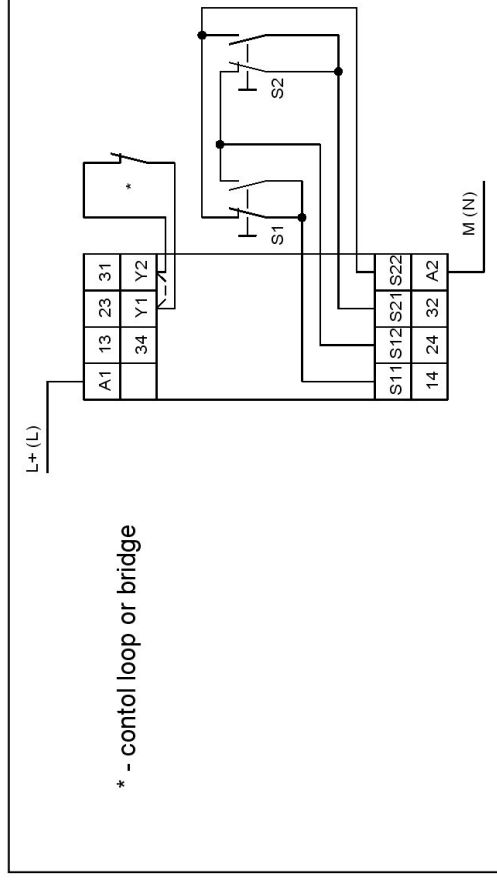 L+ (L)
A1 13 23 31
34 Y1 Y2
*
* - contol loop or bridge
S1
S2
S11 S12 S21 S22
14 24 32 A2
M (N)